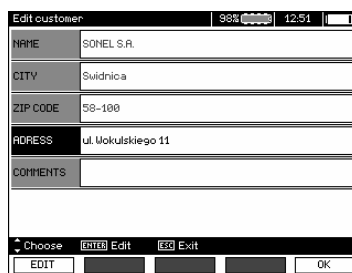 Edit customer 98% 12:51
NAME SONEL S.A.
CITY Swidnica
ZIP CODE 58-100
ADRESS ul. Wokulskiego 11
COMMENTS
Choose ENTER Edit ESC Exit
EDIT OK